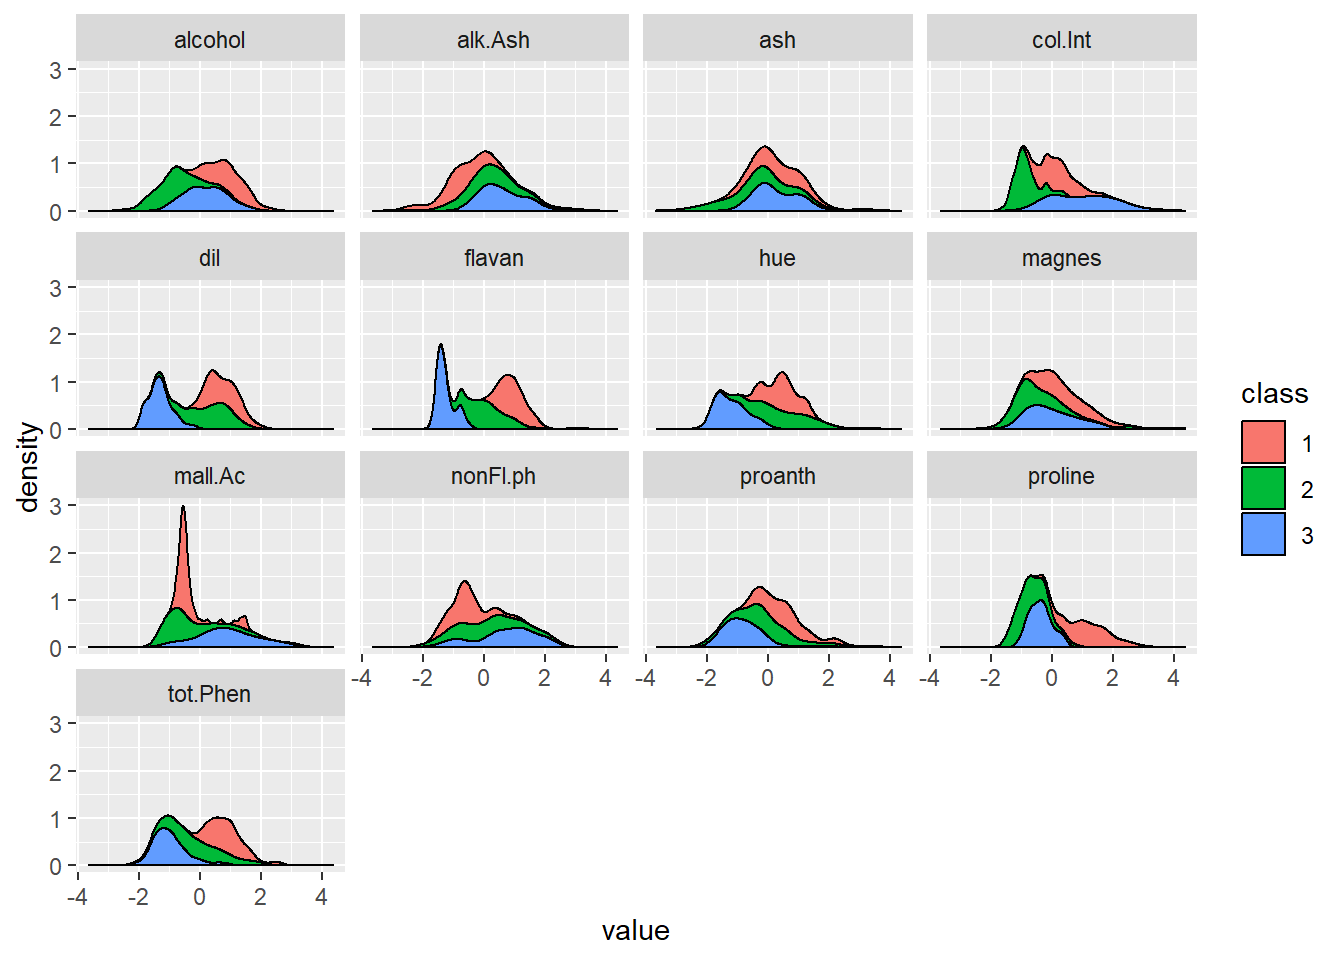 alcohol alk.Ash ash col.Int
3
2
1
0
dil flavan hue magnes
3
2
1
0
mall.Ac nonFl.ph proanth proline
3
2
1
0
-4 -2 0 2 4 -4 -2 0 2 4 -4 -2 0 2 4
tot.Phen
3
2
1
0
-4 -2 0 2 4
value
density
class
1
2
3